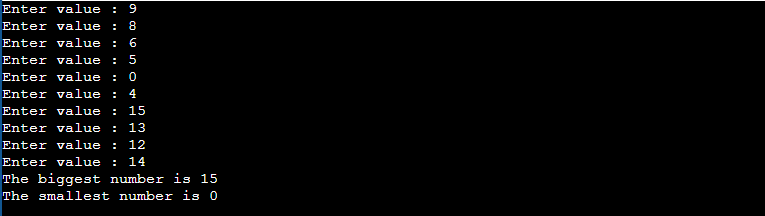 Enter value : 9
Enter value : 8
Enter value : 6
Enter value : 5
Enter value : 0
Enter value : 4
Enter value : 15
Enter value : 13
Enter value : 12
Enter value : 14
The biggest number is 15
The smallest number is 0